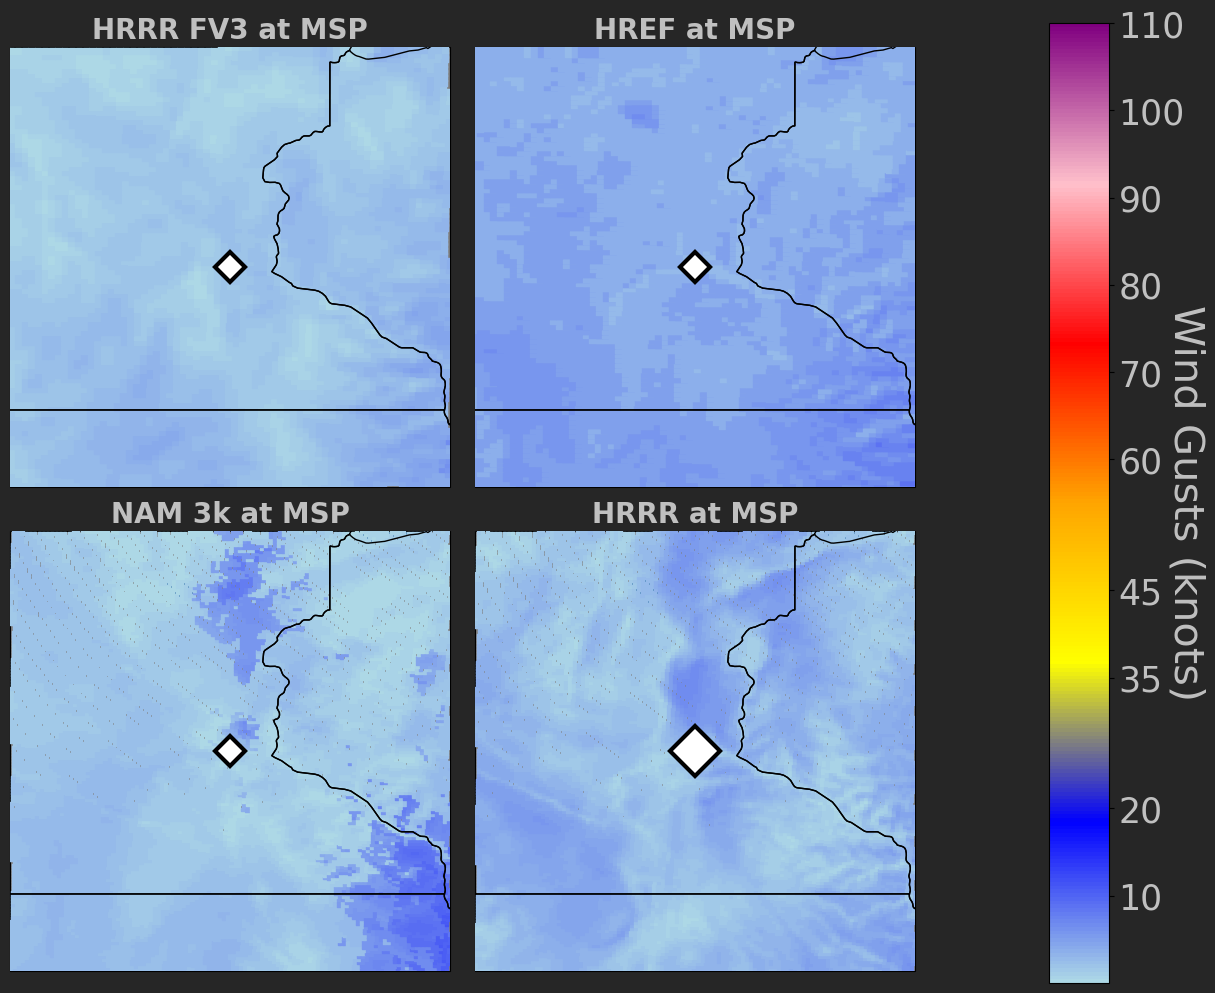 HRRR FV3 at MSP
HREF at MSP
NAM 3k at MSP
HRRR at MSP
110
100
90
80
70
60
45
35
20
10
Wind Gusts (knots)